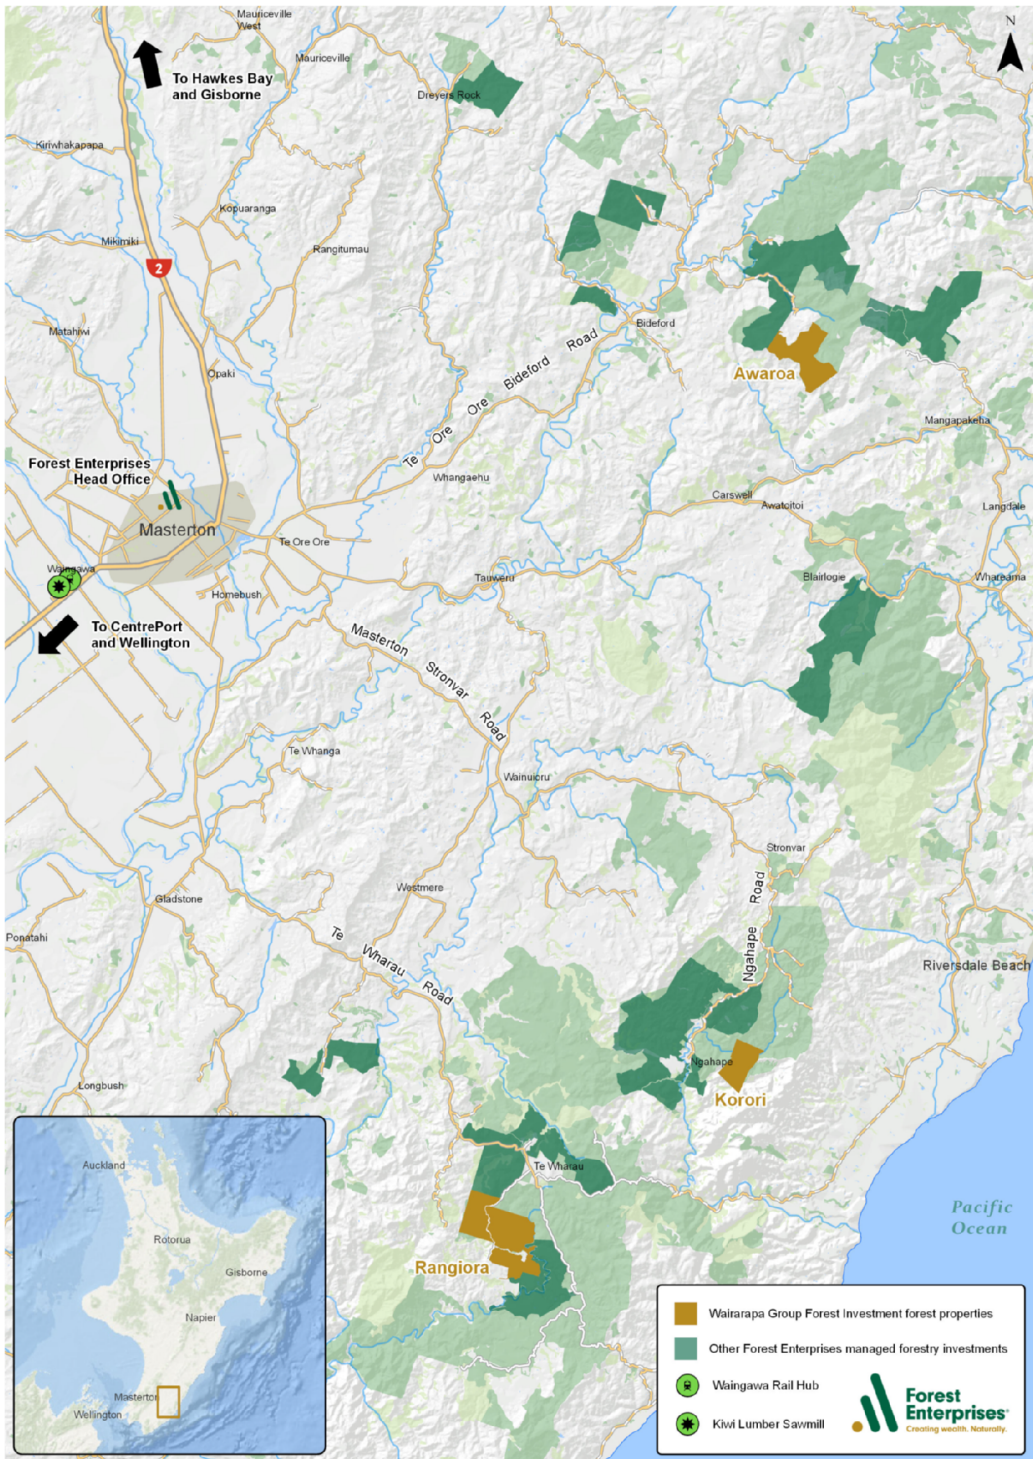 Mauriceville
West
N
Mauriceville
To Hawkes Bay
and Gisborne
Dreyers Rock
Kiriwhakapapa
Kopuaranga
Mikimiki
Rangitumau
2
Matahiwi
Bideford
Te Ore Ore Bideford Road
Opaki
Awaroa
Mangapakeha
Forest Enterprises
Head Office
Whangaehu
Carswell
Awatoitoi
Langdale
Masterton
Te Ore Ore
Waingawa
Tauweru
Blairlogie
Whareama
Homebush
To CentrePort
and Wellington
Masterton Stronvar Road
Te Whanga
Wainuioru
Stronvar
Westmere
Gladstone
Ngahape Road
Ponatahi
Te Wharau Road
Riversdale Beach
Ngahape
Longbush
Korori
Te Wharau
Auckland
Pacific
Ocean
Rotorua
Rangiora
Gisborne
Napier
Masterton
Wellington
Wairarapa Group Forest Investment forest properties
Other Forest Enterprises managed forestry investments
Waingawa Rail Hub
Kiwi Lumber Sawmill
Forest
Enterprises®
Creating wealth. Naturally.